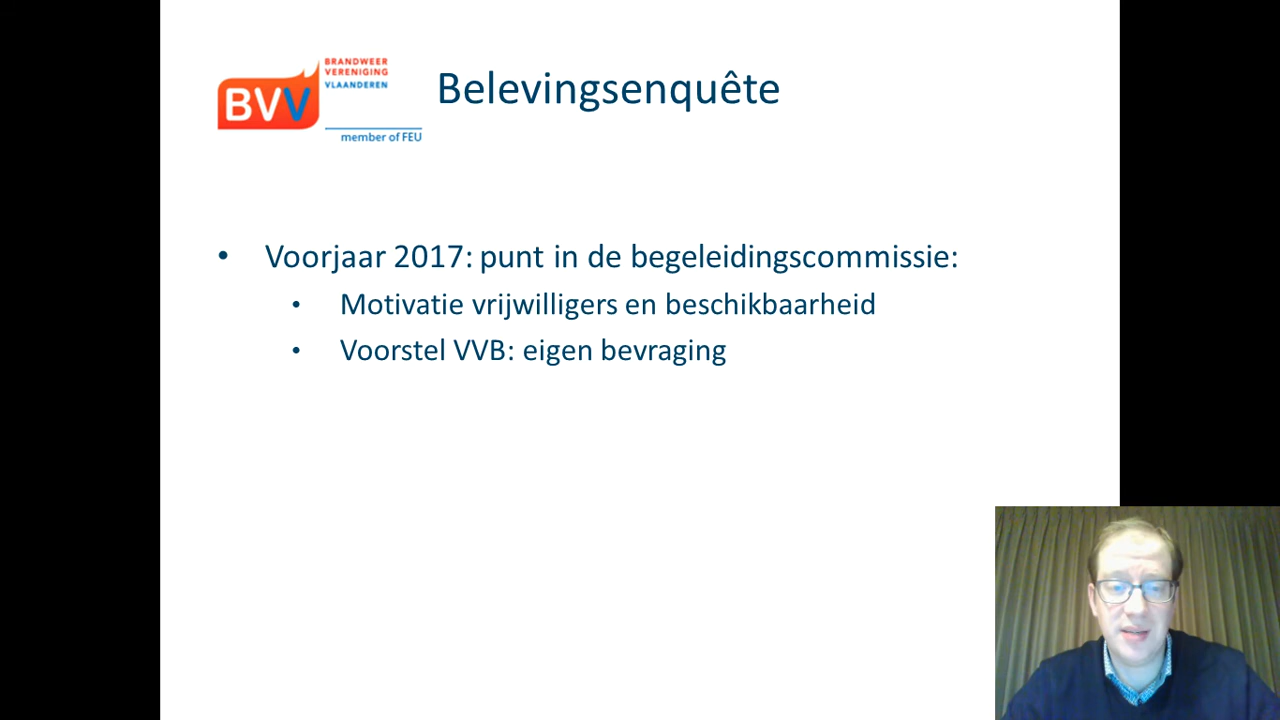 BRANDWEER
VERENIGING
VLAANDEREN
BVV
member of FEU
Belevingsenquête
• Voorjaar 2017: punt in de begeleidingscommissie:
• Motivatie vrijwilligers en beschikbaarheid
• Voorstel VVB: eigen bevraging